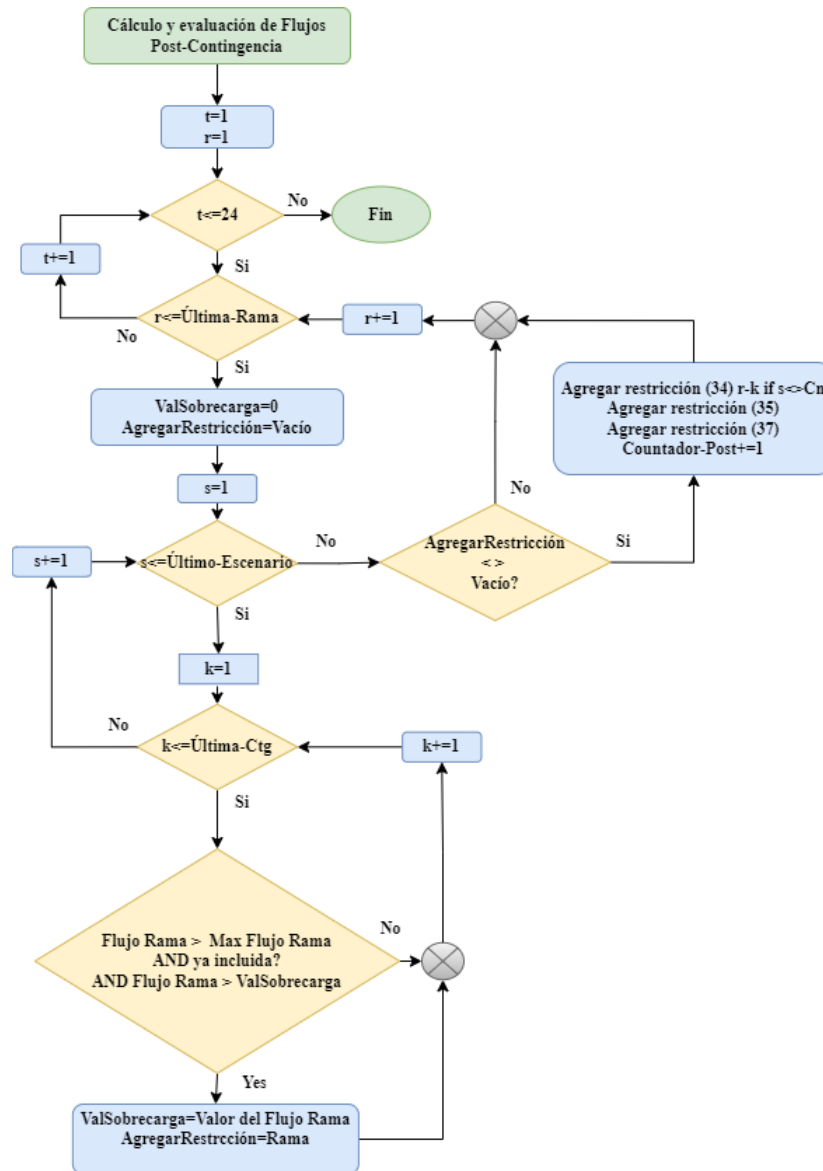 Cálculo y evaluación de Flujos
Post-Contingencia
t=1
r=1
t<=24
No
Fin
Si
t+=1
r<=Última-Rama
No
r+=1
Si
ValSobrecarga=0
AgregarRestricción=Vacío
Agregar restricción (34) r-k if s<>Cn
Agregar restricción (35)
Agregar restricción (37)
Countador-Post+=1
s=1
No
s+=1
s<=Último-Escenario
No
AgregarRestricción
< >
Vacío?
Si
Si
k=1
No
k<=Última-Ctg
k+=1
Si
Flujo Rama > Max Flujo Rama
AND ya incluida?
AND Flujo Rama > ValSobrecarga
No
Yes
ValSobrecarga=Valor del Flujo Rama
AgregarRestrcción=Rama